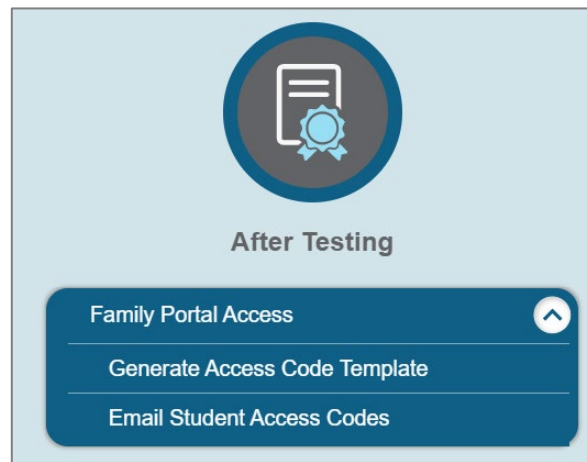 After Testing
Family Portal Access
Generate Access Code Template
Email Student Access Codes